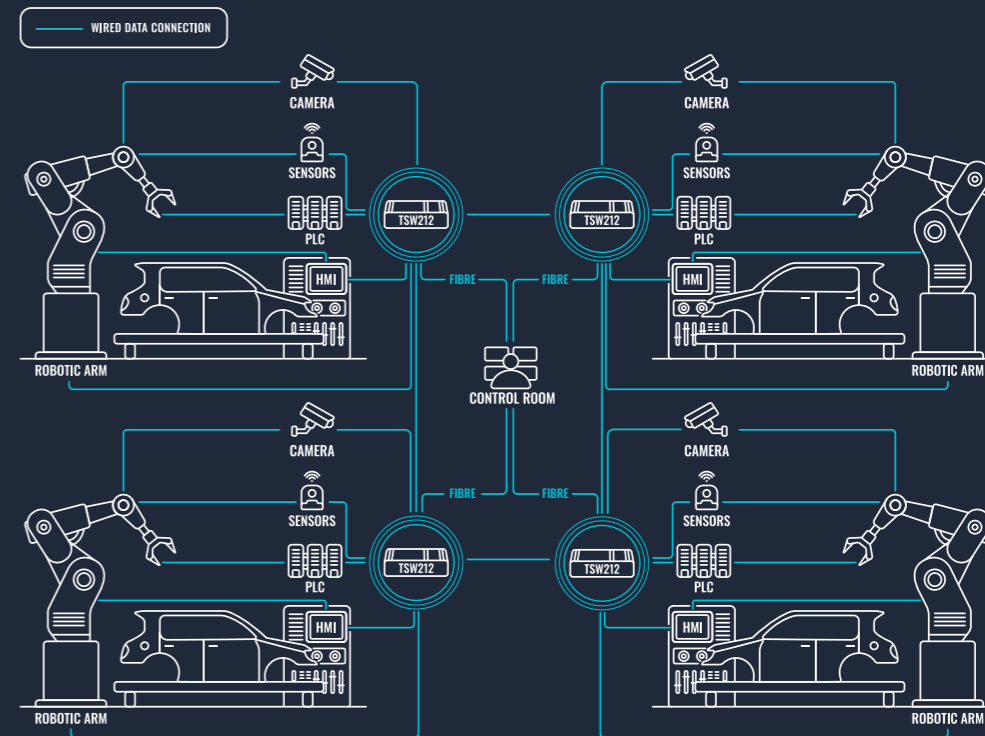 WIRED DATA CONNECTION
CAMERA
CAMERA
SENSORS
SENSORS
TSW212
TSW212
PLC
PLC
HMI
FIBRE
FIBRE
HMI
ROBOTIC ARM
ROBOTIC ARM
CONTROL ROOM
CAMERA
CAMERA
FIBRE
FIBRE
SENSORS
SENSORS
TSW212
TSW212
PLC
PLC
HMI
HMI
ROBOTIC ARM
ROBOTIC ARM